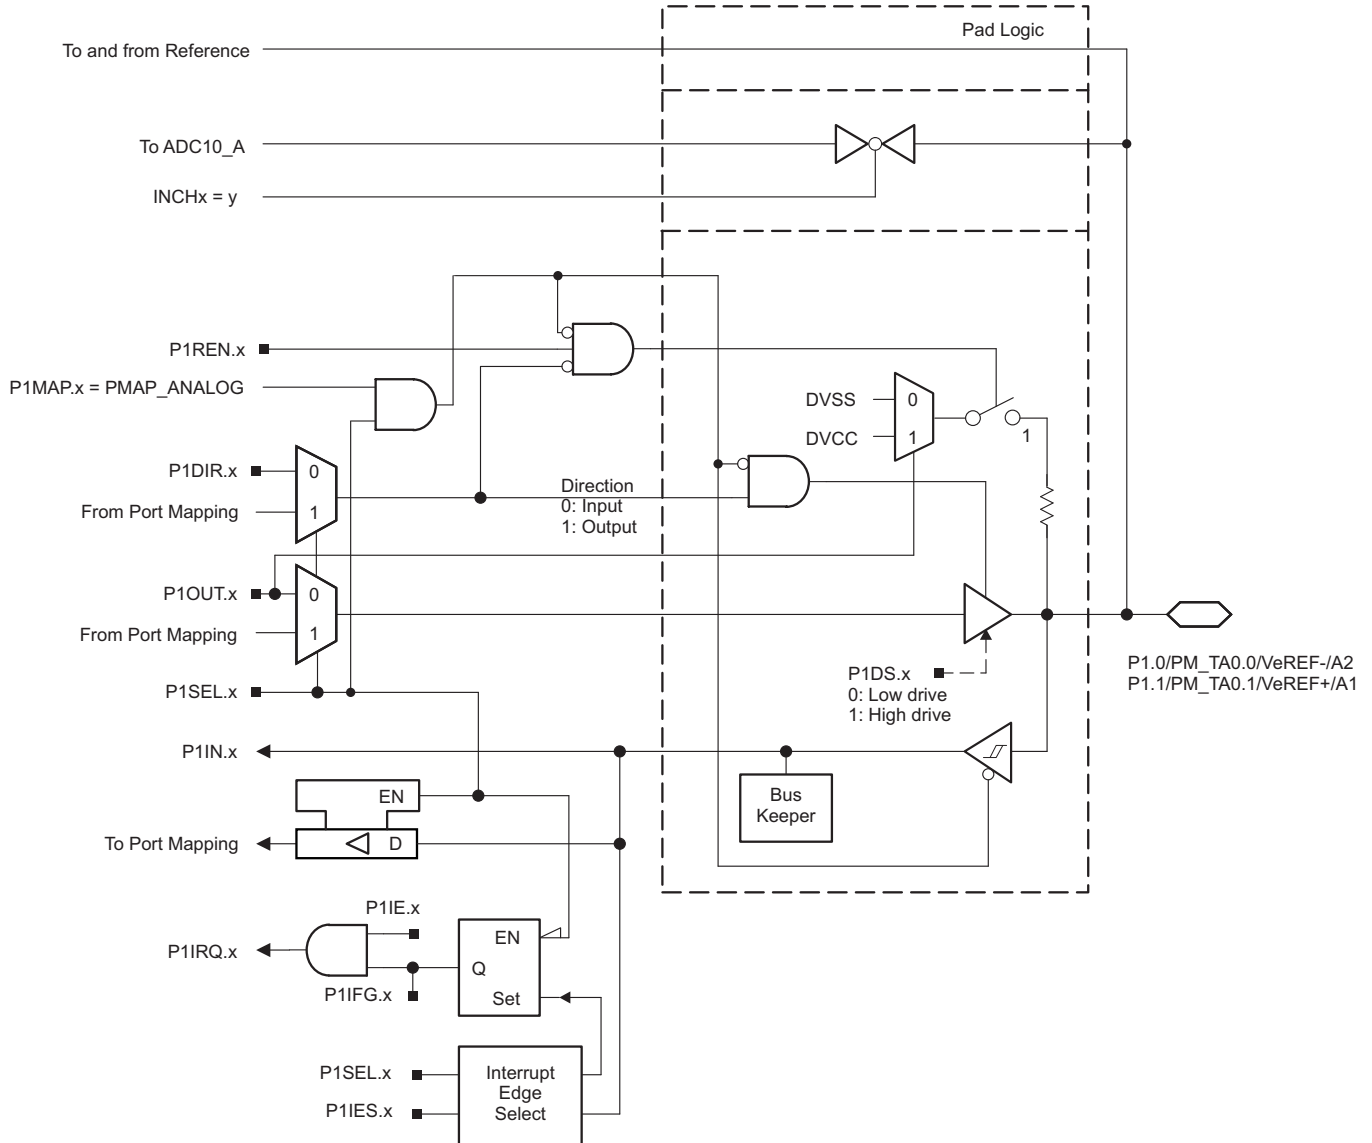 Pad Logic
To and from Reference
To ADC10_A
INCHx = y
P1REN.x
P1MAP.x = PMAP_ANALOG
DVSS
0
DVCC
1
1
P1DIR.x
0
From Port Mapping
1
Direction
0: Input
1: Output
P1OUT.x
0
From Port Mapping
1
P1SEL.x
P1DS.x
0: Low drive
1: High drive
P1.0/PM_TA0.0/VeREF-/A2
P1.1/PM_TA0.1/VeREF+/A1
P1IN.x
Bus
Keeper
EN
To Port Mapping
D
P1IE.x
P1IRQ.x
EN
Q
P1IFG.x
Set
P1SEL.x
P1IES.x
Interrupt
Edge
Select